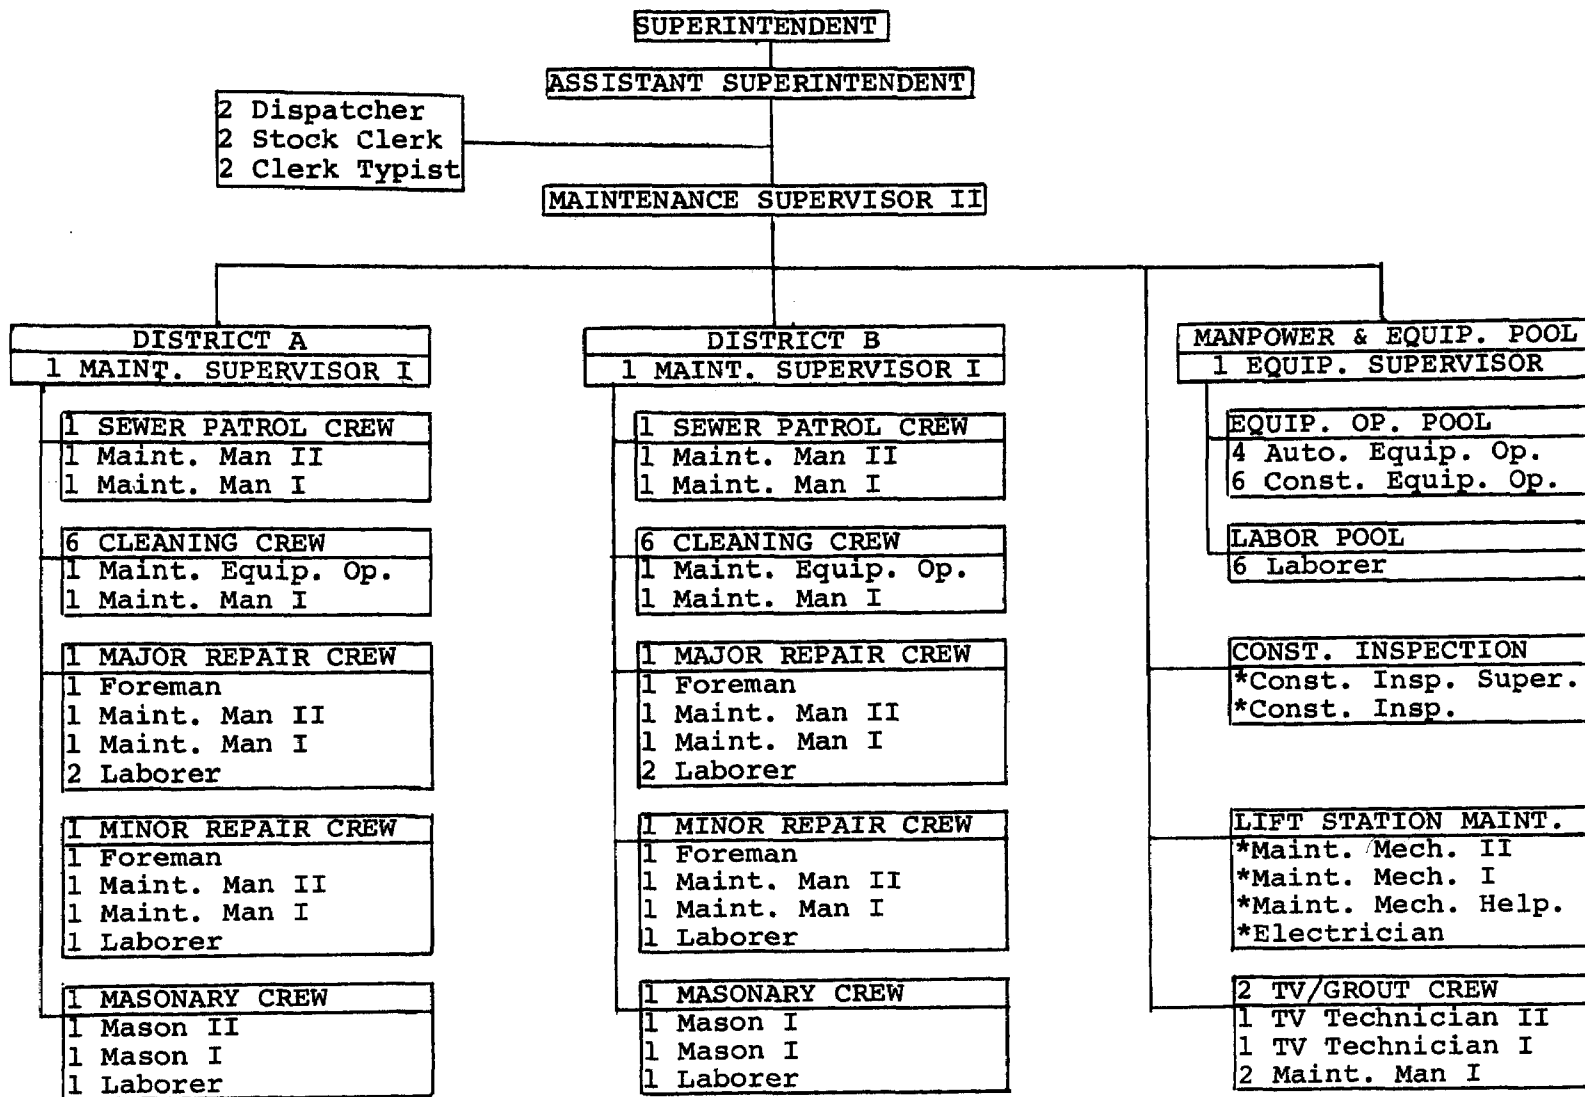 SUPERINTENDENT
ASSISTANT SUPERINTENDENT
2 Dispatcher
2 Stock Clerk
2 Clerk Typist
MAINTENANCE SUPERVISOR II
DISTRICT A
1 MAINT. SUPERVISOR I
1 SEWER PATROL CREW
1 Maint. Man II
1 Maint. Man I
6 CLEANING CREW
1 Maint. Equip. Op.
1 Maint. Man I
1 MAJOR REPAIR CREW
1 Foreman
1 Maint. Man II
1 Maint. Man I
2 Laborer
1 MINOR REPAIR CREW
1 Foreman
1 Maint. Man II
1 Maint. Man I
1 Laborer
1 MASONARY CREW
1 Mason II
1 Mason I
1 Laborer
DISTRICT B
1 MAINT. SUPERVISOR I
1 SEWER PATROL CREW
1 Maint. Man II
1 Maint. Man I
6 CLEANING CREW
1 Maint. Equip. Op.
1 Maint. Man I
1 MAJOR REPAIR CREW
1 Foreman
1 Maint. Man II
1 Maint. Man I
2 Laborer
1 MINOR REPAIR CREW
1 Foreman
1 Maint. Man II
1 Maint. Man I
1 Laborer
1 MASONARY CREW
1 Mason I
1 Mason I
1 Laborer
MANPOWER & EQUIP. POOL
1 EQUIP. SUPERVISOR
EQUIP. OP. POOL
4 Auto. Equip. Op.
6 Const. Equip. Op.
LABOR POOL
6 Laborer
CONST. INSPECTION
*Const. Insp. Super.
*Const. Insp.
LIFT STATION MAINT.
*Maint. Mech. II
*Maint. Mech. I
*Maint. Mech. Help.
*Electrician
2 TV/GROUT CREW
1 TV Technician II
1 TV Technician I
2 Maint. Man I